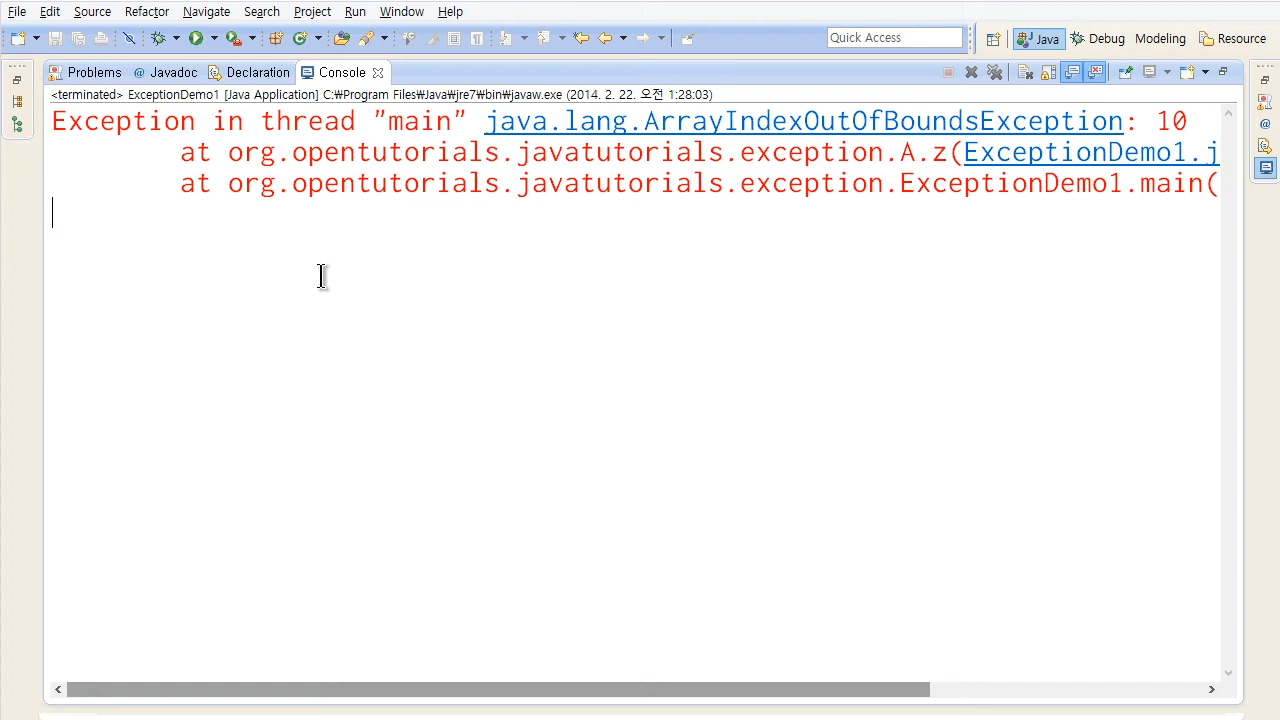 File Edit Source Refactor Navigate Search Project Run Window Help
Quick Access Java Debug Modeling Resource
Problems @ Javadoc Declaration Console
<terminated> ExceptionDemo1 [Java Application] C:₩Program Files₩Java₩jre7₩bin₩javaw.exe (2014. 2. 22. 오전 1:28:03)
Exception in thread "main" java.lang.ArrayIndexOutOfBoundsException: 10
at org.opentutorials.javatutorials.exception.A.z(ExceptionDemo1.j
at org.opentutorials.javatutorials.exception.ExceptionDemo1.main(